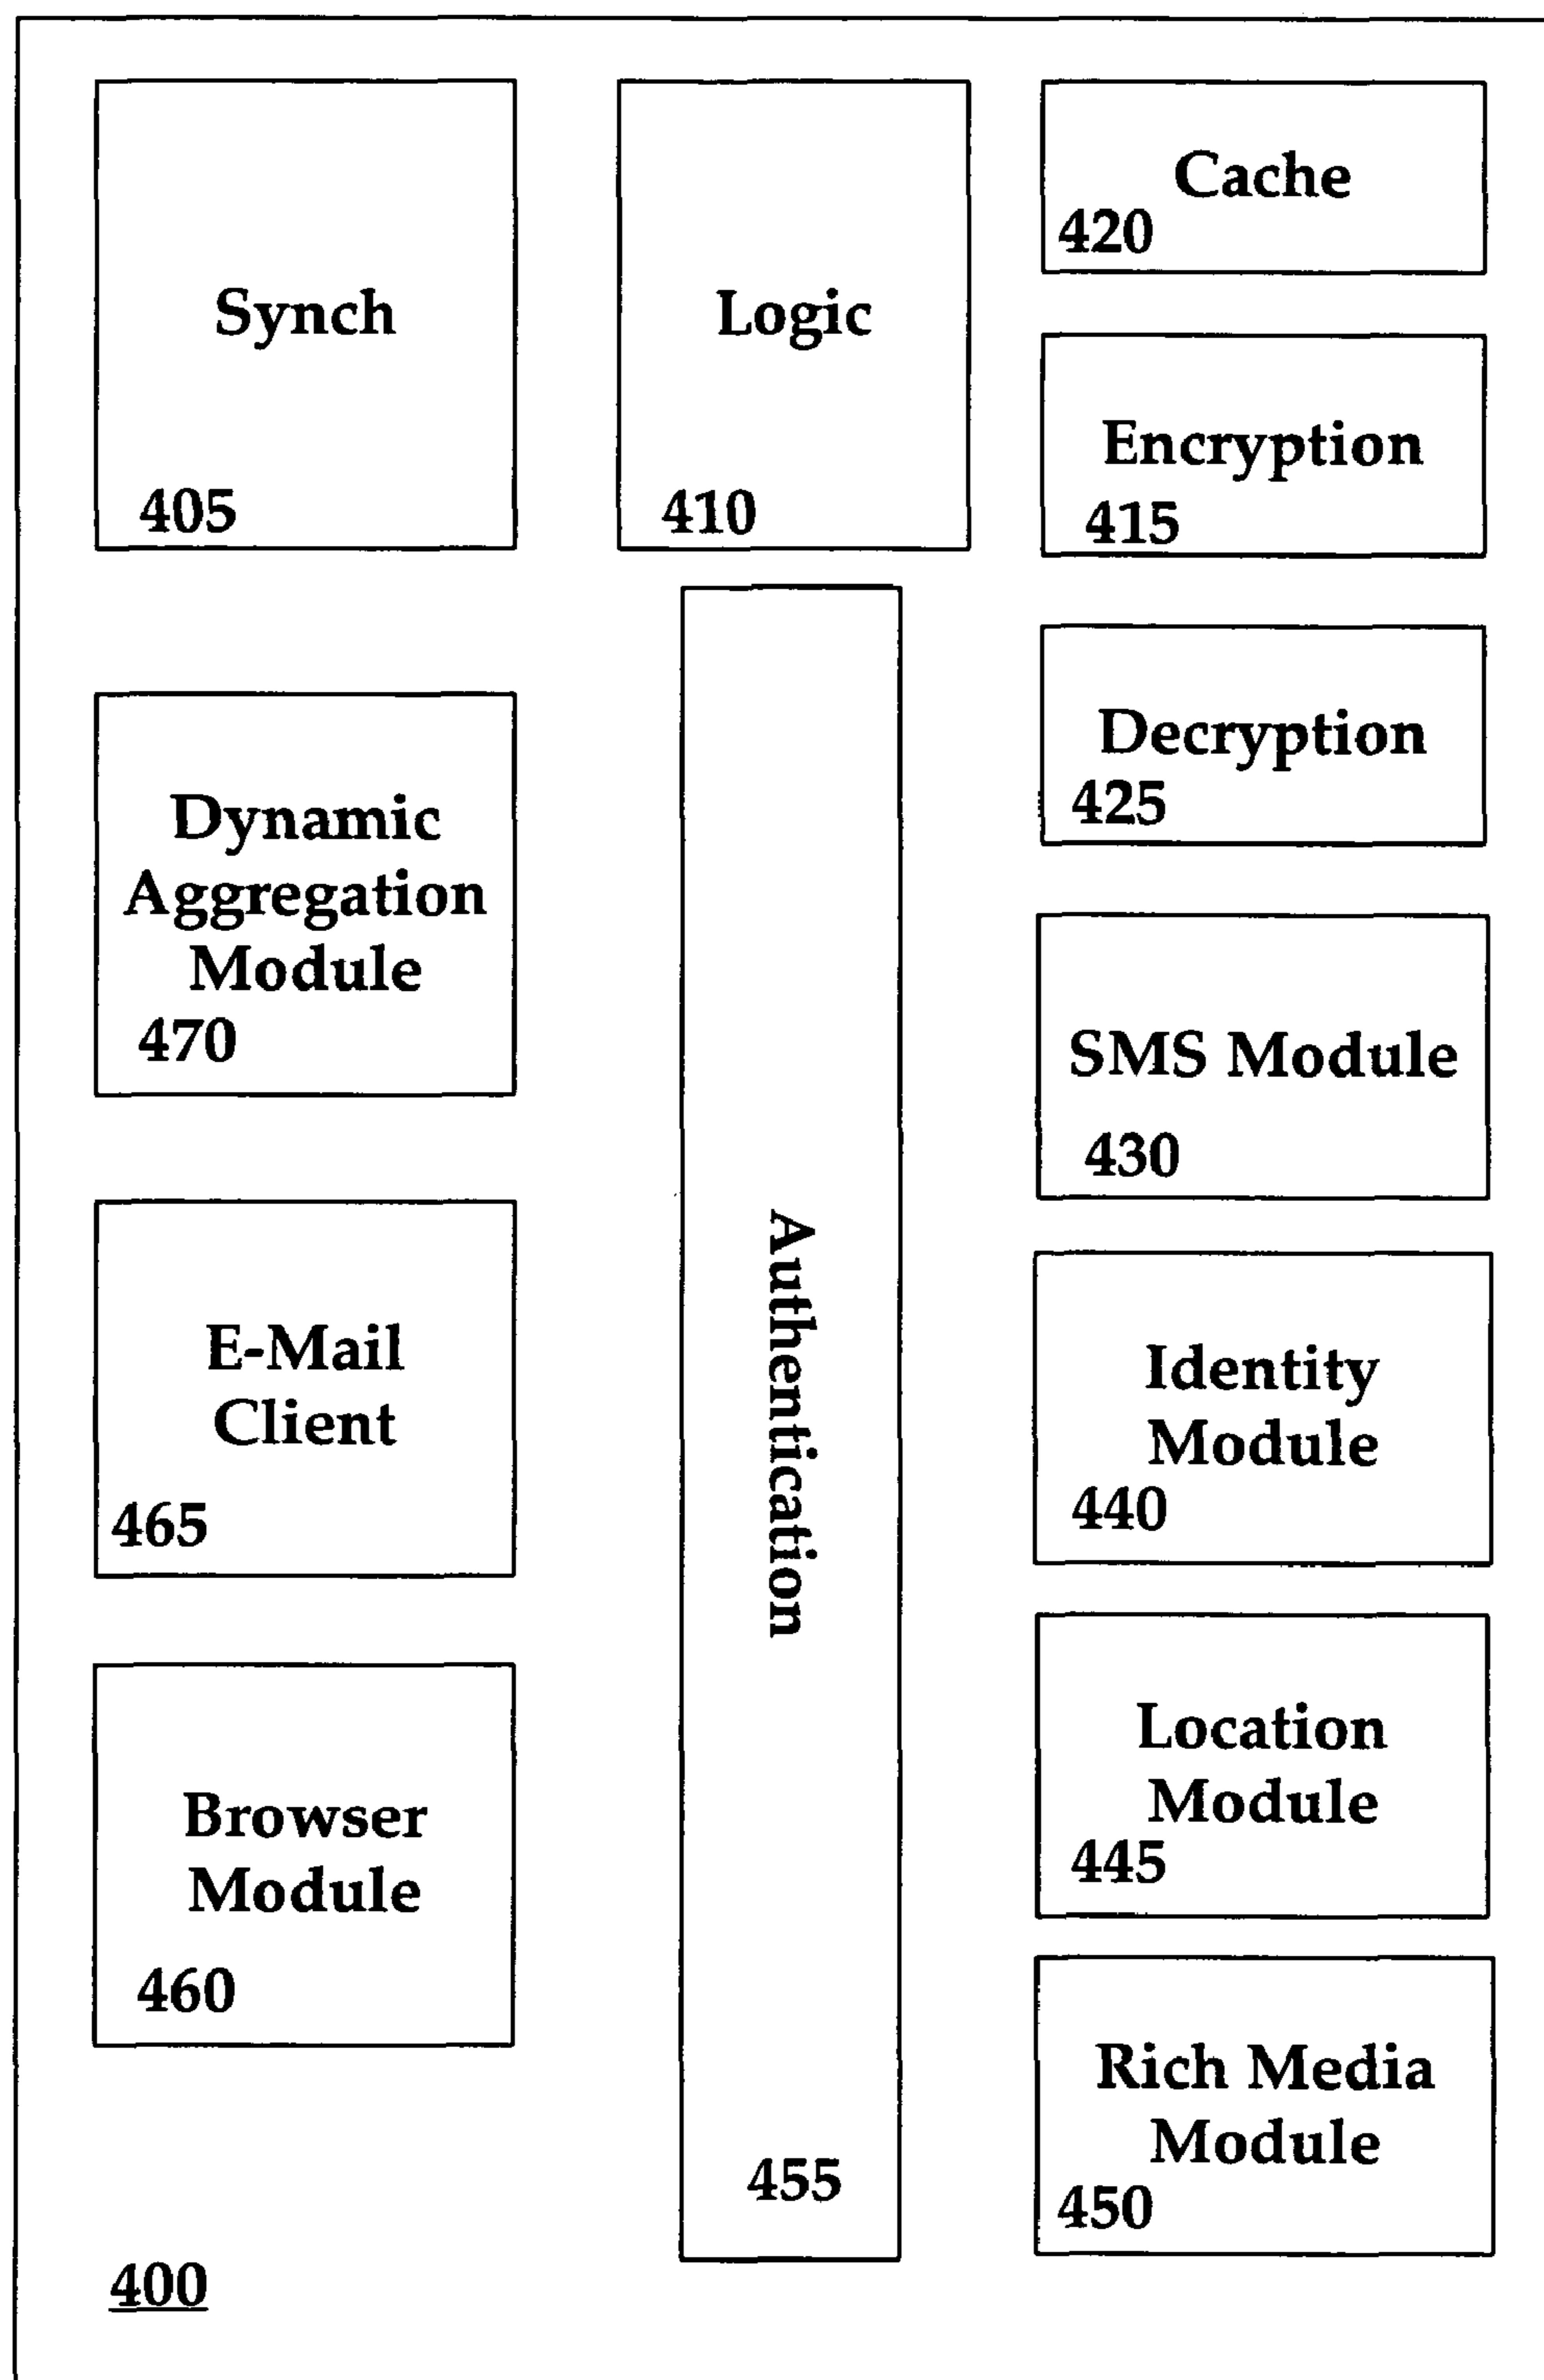 Synch
405
Logic
410
Cache
420
Encryption
415
Decryption
425
Dynamic
Aggregation
Module
470
SMS Module
430
E-Mail
Client
465
Authentication
455
Identity
Module
440
Browser
Module
460
Location
Module
445
Rich Media
Module
450
400